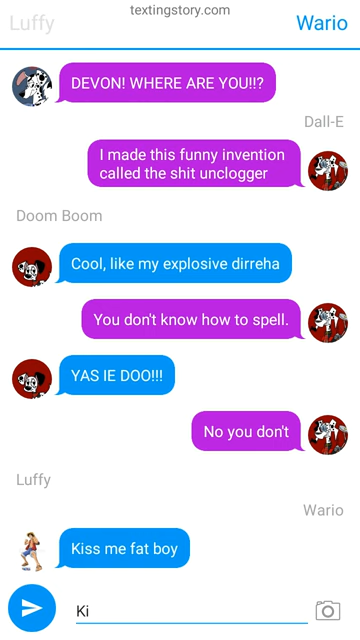 textingstory.com
Luffy
Wario
DEVON! WHERE ARE YOU!!?
Dall-E
I made this funny invention
called the shit unclogger
Doom Boom
Cool, like my explosive dirreha
You don't know how to spell.
YAS IE DOO!!!
No you don't
Luffy
Wario
Kiss me fat boy
Ki